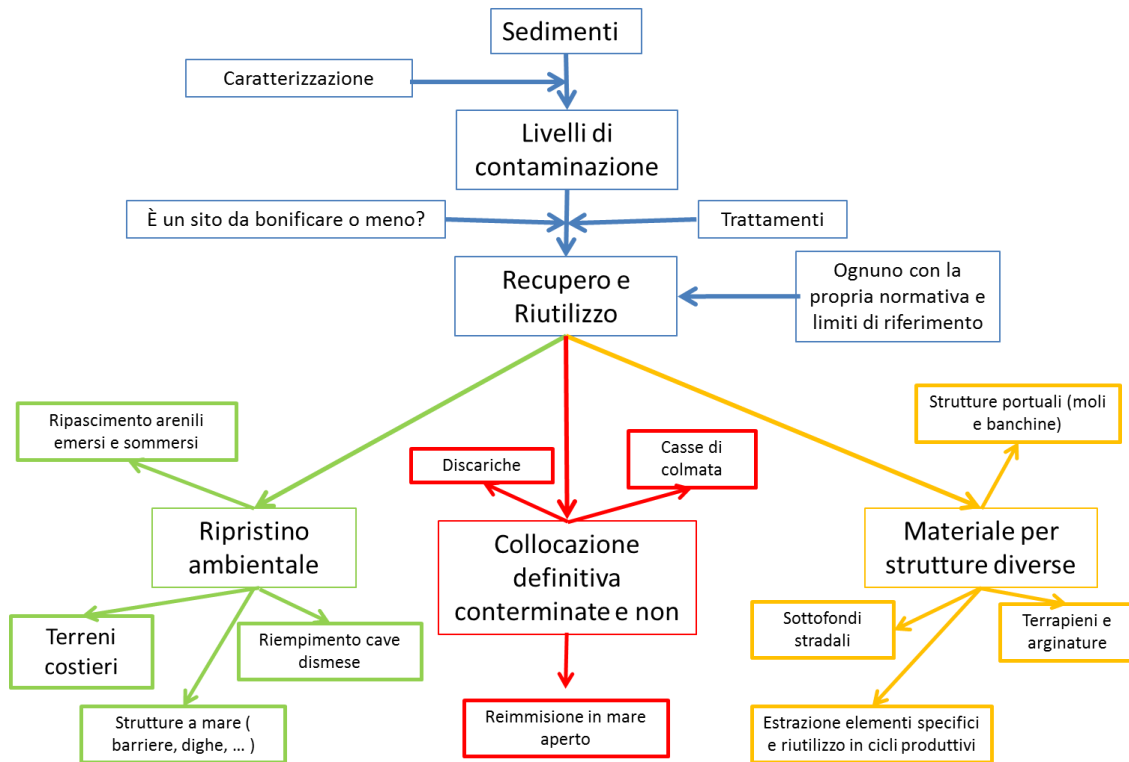 Sedimenti
Caratterizzazione
Livelli di
contaminazione
È un sito da bonificare o meno?
Trattamenti
Recupero e
Riutilizzo
Ognuno con la
propria normativa e
limiti di riferimento
Ripascimento arenili
emersi e sommersi
Discariche
Casse di
colmata
Strutture portuali (moli
e banchine)
Ripristino
ambientale
Collocazione
definitiva
conterminate e non
Materiale per
strutture diverse
Terreni
costieri
Riempimento cave
dismese
Strutture a mare (
barriere, dighe, ... )
Reimmisione in mare
aperto
Sottofondi
stradali
Terrapieni e
arginature
Estrazione elementi specifici
e riutilizzo in cicli produttivi